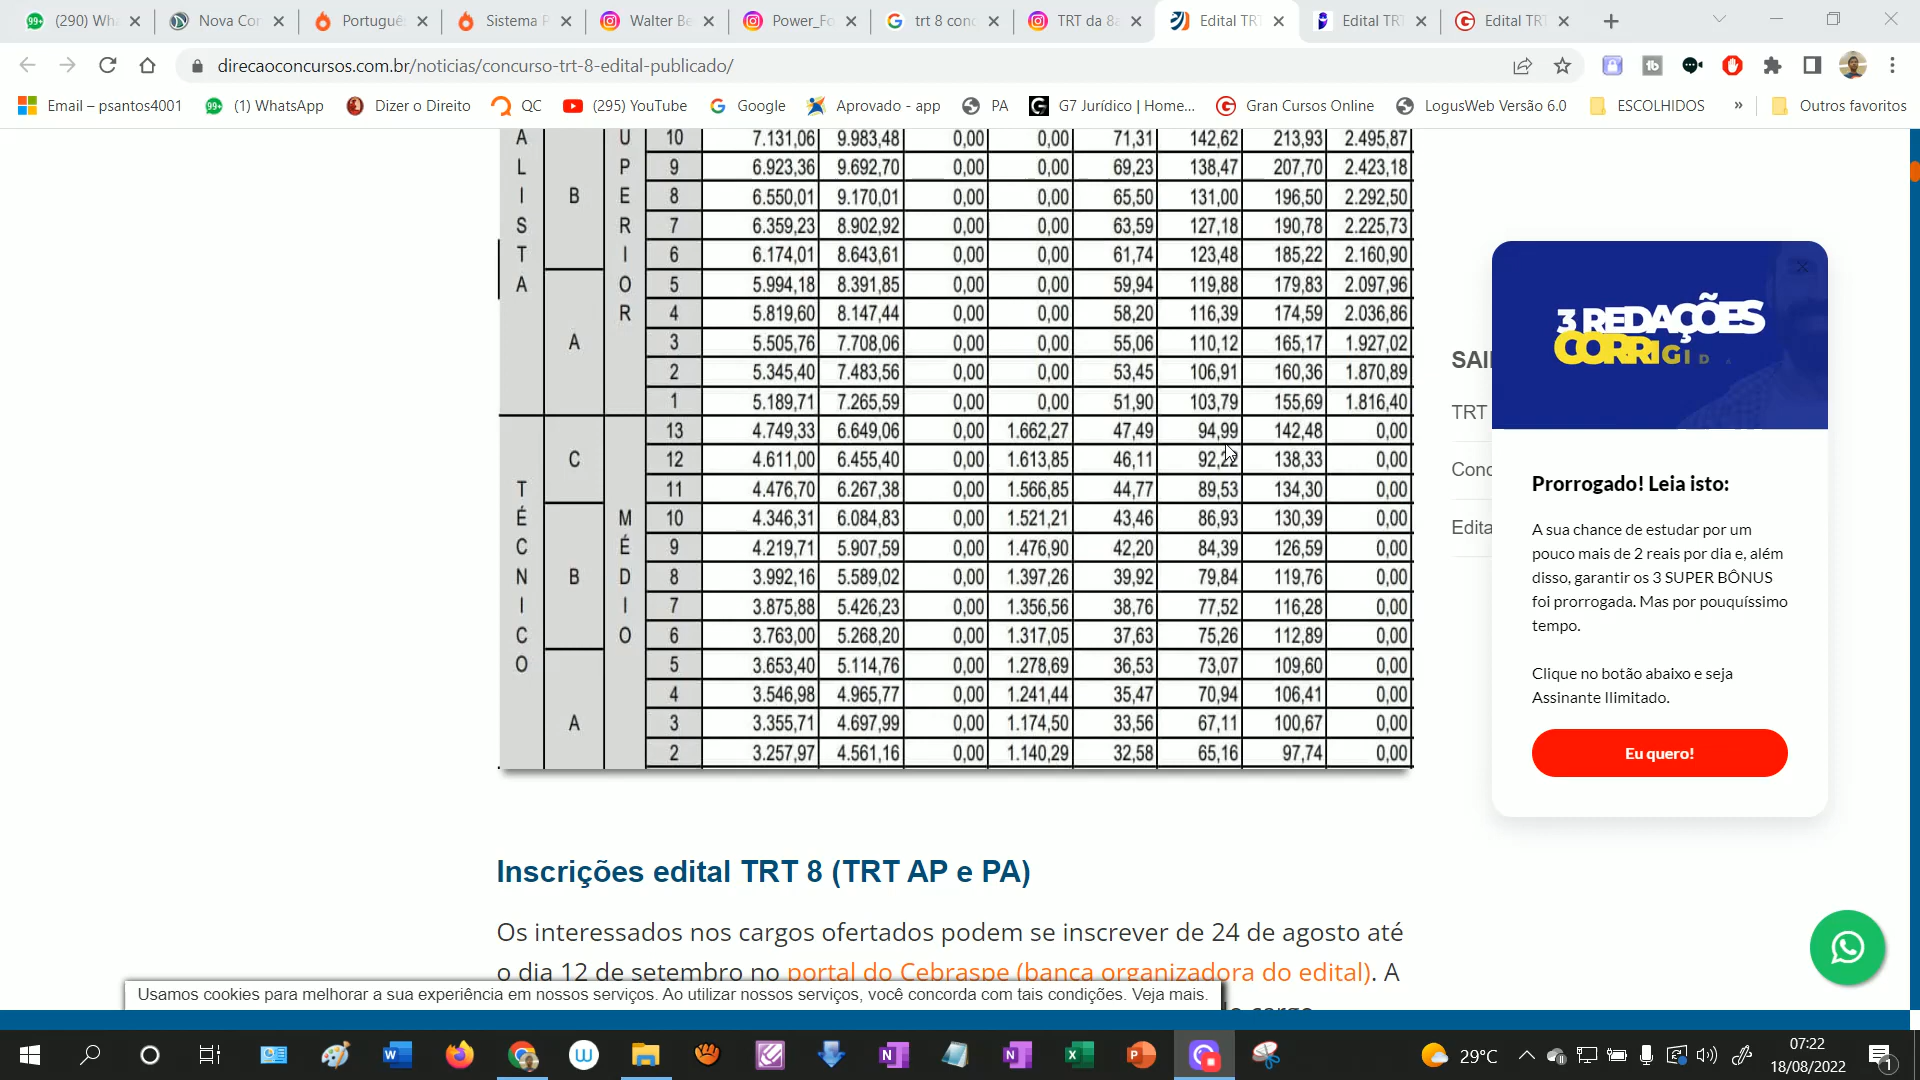 (290) Wha
Nova Cor
Português
Sistema P
Walter Be
Power_Fo
trt 8 conc
TRT da 8a
Edital TRT
Edital TRT
Edital TRT
direcaoconcursos.com.br/noticias/concurso-trt-8-edital-publicado/
Email – psantos4001
(1) WhatsApp
Dizer o Direito
QC
(295) YouTube
Google
Aprovado - app
PA
G7 Jurídico | Home...
Gran Cursos Online
LogusWeb Versão 6.0
ESCOLHIDOS
»
Outros favoritos
A L I S T A
B
A
U P E R I O R
10 7.131,06 9.983,48 0,00 0,00 71,31 142,62 213,93 2.495,87
9 6.923,36 9.692,70 0,00 0,00 69,23 138,47 207,70 2.423,18
8 6.550,01 9.170,01 0,00 0,00 65,50 131,00 196,50 2.292,50
7 6.359,23 8.902,92 0,00 0,00 63,59 127,18 190,78 2.225,73
6 6.174,01 8.643,61 0,00 0,00 61,74 123,48 185,22 2.160,90
5 5.994,18 8.391,85 0,00 0,00 59,94 119,88 179,83 2.097,96
4 5.819,60 8.147,44 0,00 0,00 58,20 116,39 174,59 2.036,86
3 5.505,76 7.708,06 0,00 0,00 55,06 110,12 165,17 1.927,02
2 5.345,40 7.483,56 0,00 0,00 53,45 106,91 160,36 1.870,89
1 5.189,71 7.265,59 0,00 0,00 51,90 103,79 155,69 1.816,40
T É C N I C O
C
B
A
M É D I O
13 4.749,33 6.649,06 0,00 1.662,27 47,49 94,99 142,48 0,00
12 4.611,00 6.455,40 0,00 1.613,85 46,11 92,22 138,33 0,00
11 4.476,70 6.267,38 0,00 1.566,85 44,77 89,53 134,30 0,00
10 4.346,31 6.084,83 0,00 1.521,21 43,46 86,93 130,39 0,00
9 4.219,71 5.907,59 0,00 1.476,90 42,20 84,39 126,59 0,00
8 3.992,16 5.589,02 0,00 1.397,26 39,92 79,84 119,76 0,00
7 3.875,88 5.426,23 0,00 1.356,56 38,76 77,52 116,28 0,00
6 3.763,00 5.268,20 0,00 1.317,05 37,63 75,26 112,89 0,00
5 3.653,40 5.114,76 0,00 1.278,69 36,53 73,07 109,60 0,00
4 3.546,98 4.965,77 0,00 1.241,44 35,47 70,94 106,41 0,00
3 3.355,71 4.697,99 0,00 1.174,50 33,56 67,11 100,67 0,00
2 3.257,97 4.561,16 0,00 1.140,29 32,58 65,16 97,74 0,00
SAI
TRT
Conc
Edita
3 REDAÇÕES
CORRIGID
Prorrogado! Leia isto:
A sua chance de estudar por um
pouco mais de 2 reais por dia e, além
disso, garantir os 3 SUPER BÔNUS
foi prorrogada. Mas por pouquíssimo
tempo.
Clique no botão abaixo e seja
Assinante Ilimitado.
Eu quero!
Inscrições edital TRT 8 (TRT AP e PA)
Os interessados nos cargos ofertados podem se inscrever de 24 de agosto até
o dia 12 de setembro no portal do Cebraspe (banca organizadora do edital). A
Usamos cookies para melhorar a sua experiência em nossos serviços. Ao utilizar nossos serviços, você concorda com tais condições. Veja mais.
29°C
07:22
18/08/2022
1